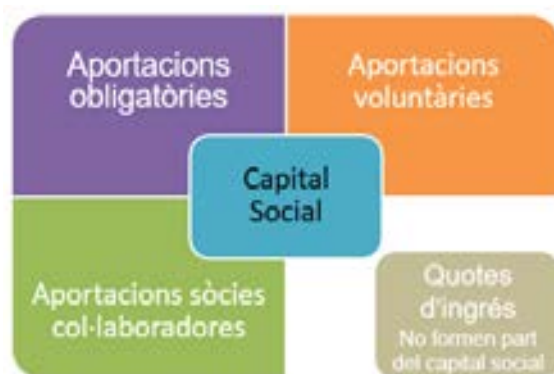 Aportacions
obligatòries
Aportacions
voluntàries
Capital
Social
Aportacions sòcies
col·laboradores
Quotes
d'ingrés
No formen part
del capital social